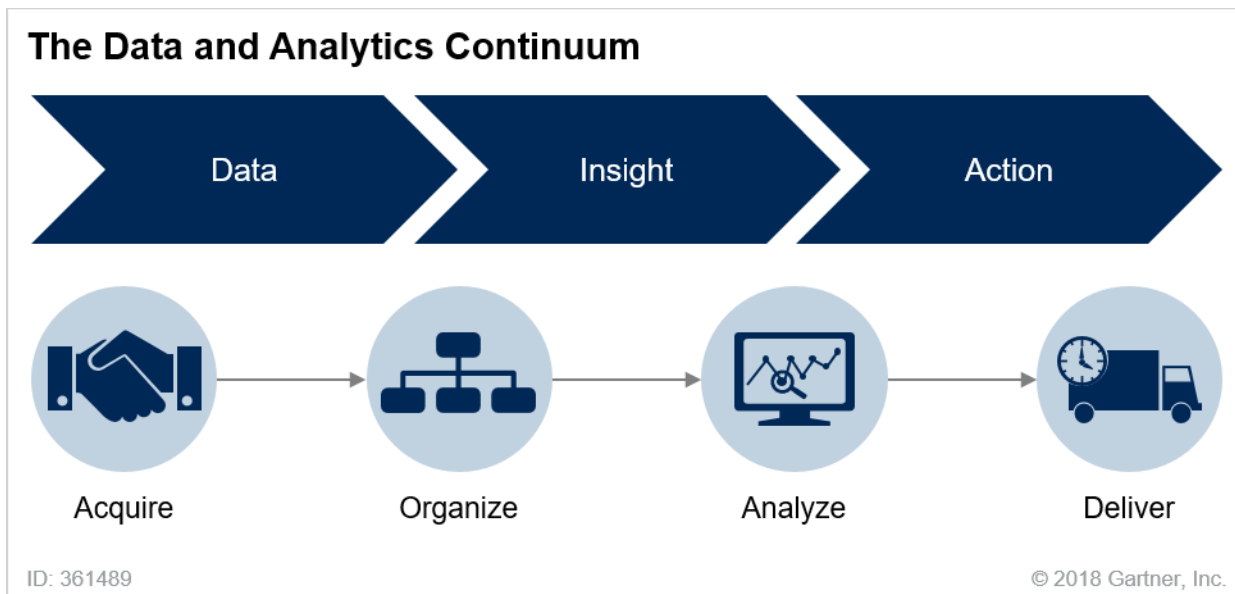 The Data and Analytics Continuum
Data Insight Action
Acquire Organize Analyze Deliver
ID: 361489 © 2018 Gartner, Inc.